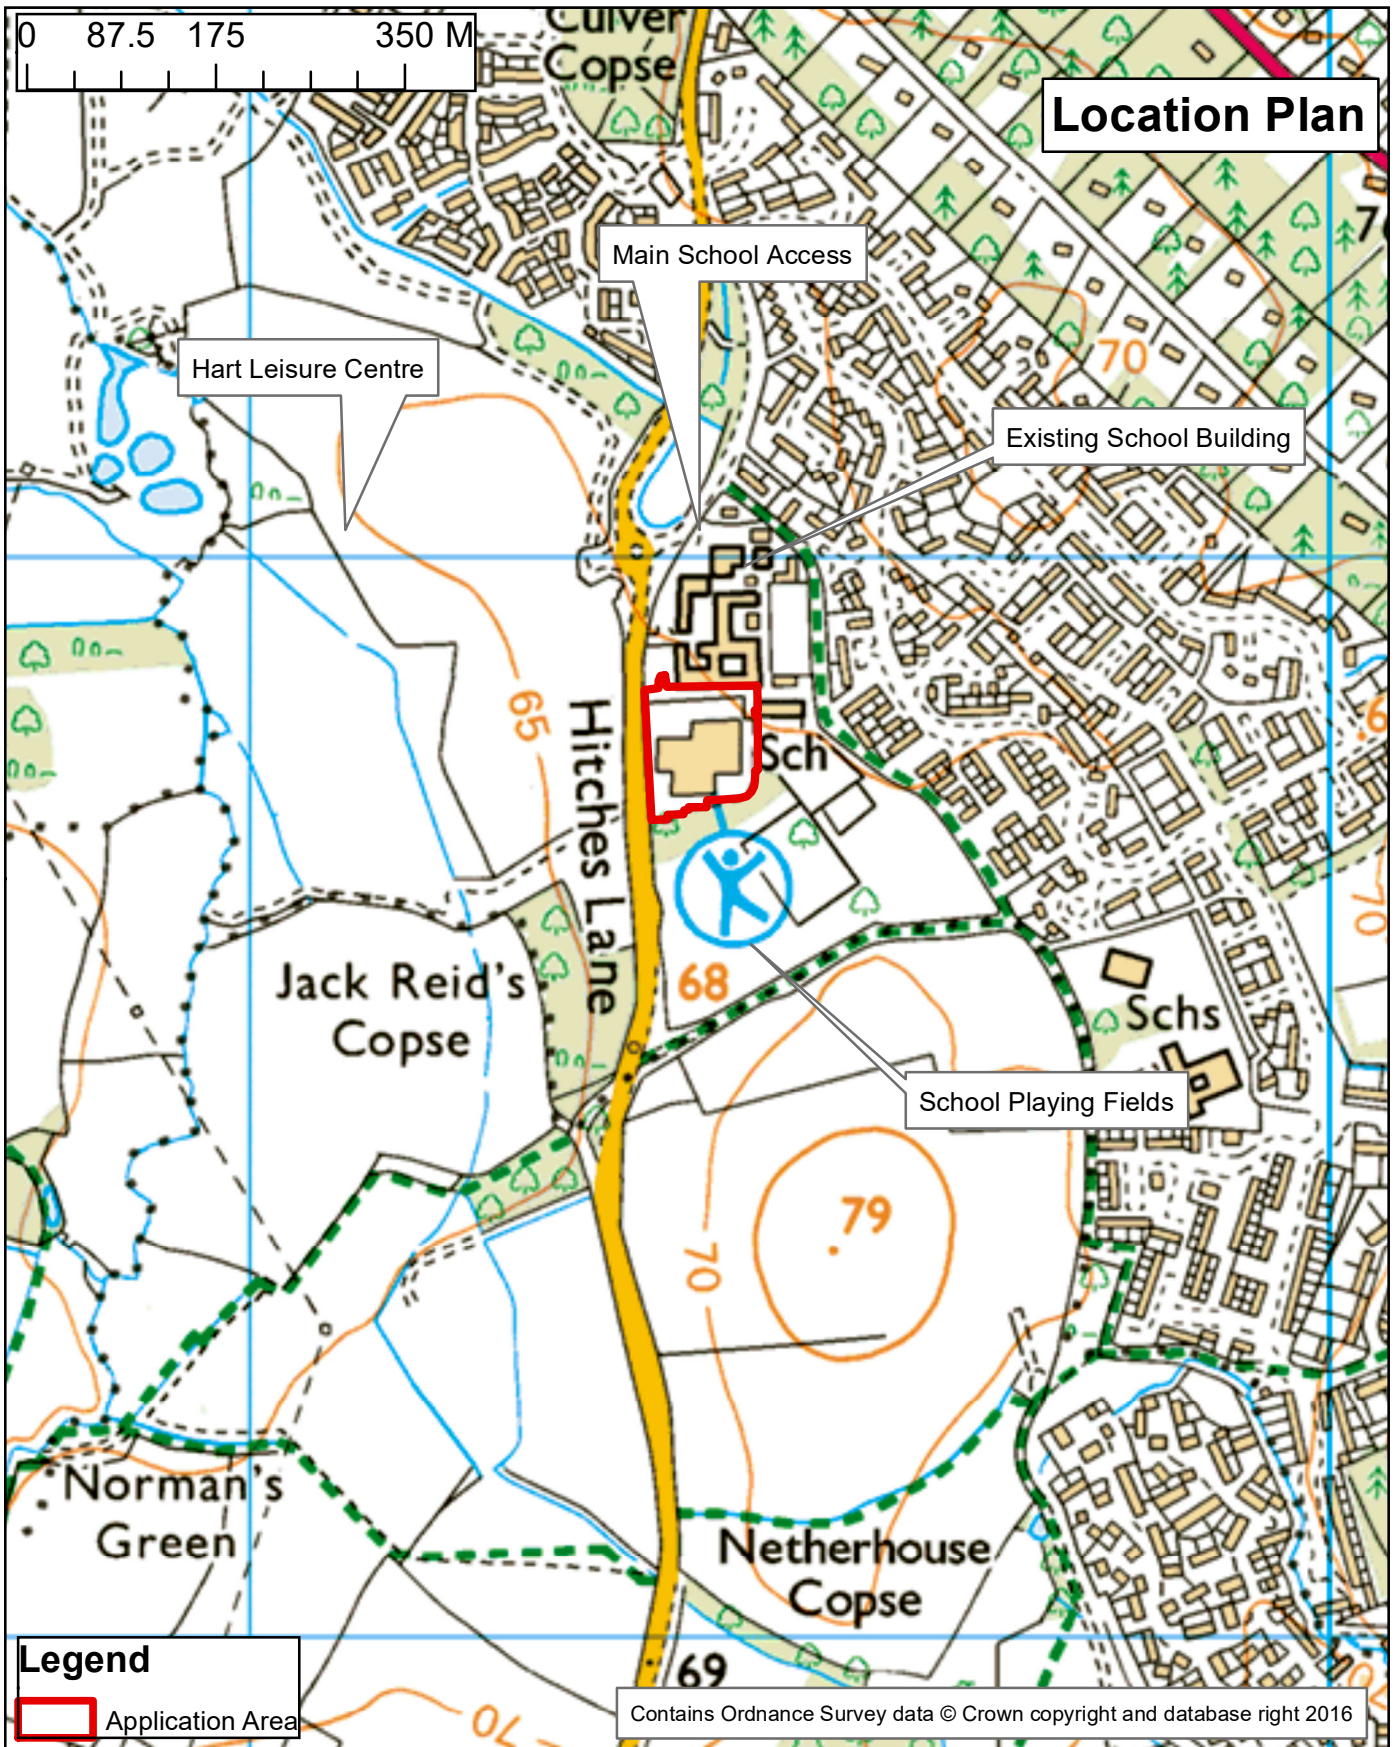 0 87.5 175 350 M
Culver
Copse
Location Plan
Main School Access
Hart Leisure Centre
70
Existing School Building
65
Hitches Lane
Sch
Jack Reid's
Copse
68
70
Schs
School Playing Fields
79
70
Norman's
Green
Netherhouse
Copse
69
70
Legend
Application Area
Contains Ordnance Survey data © Crown copyright and database right 2016